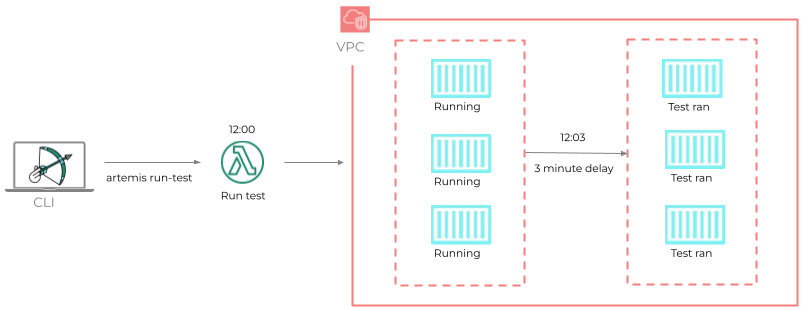 VPC
12:00
12:03
Running
Test ran
artemis run-test
Running
3 minute delay
Test ran
CLI
Run test
Running
Test ran